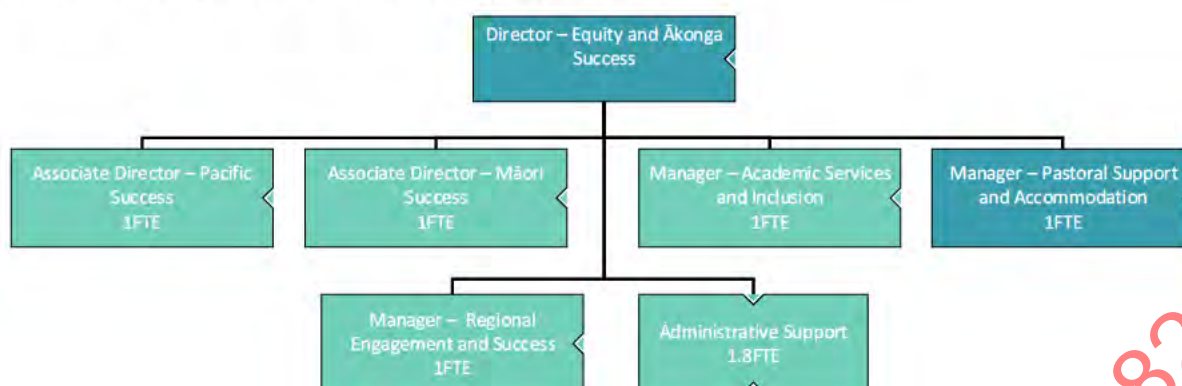 Director – Equity and Ākonga
Success
Associate Director – Pacific
Success
1FTE
Associate Director – Māori
Success
1FTE
Manager – Academic Services
and Inclusion
1FTE
Manager – Pastoral Support
and Accommodation
1FTE
Manager – Regional
Engagement and Success
1FTE
Administrative Support
1.8FTE